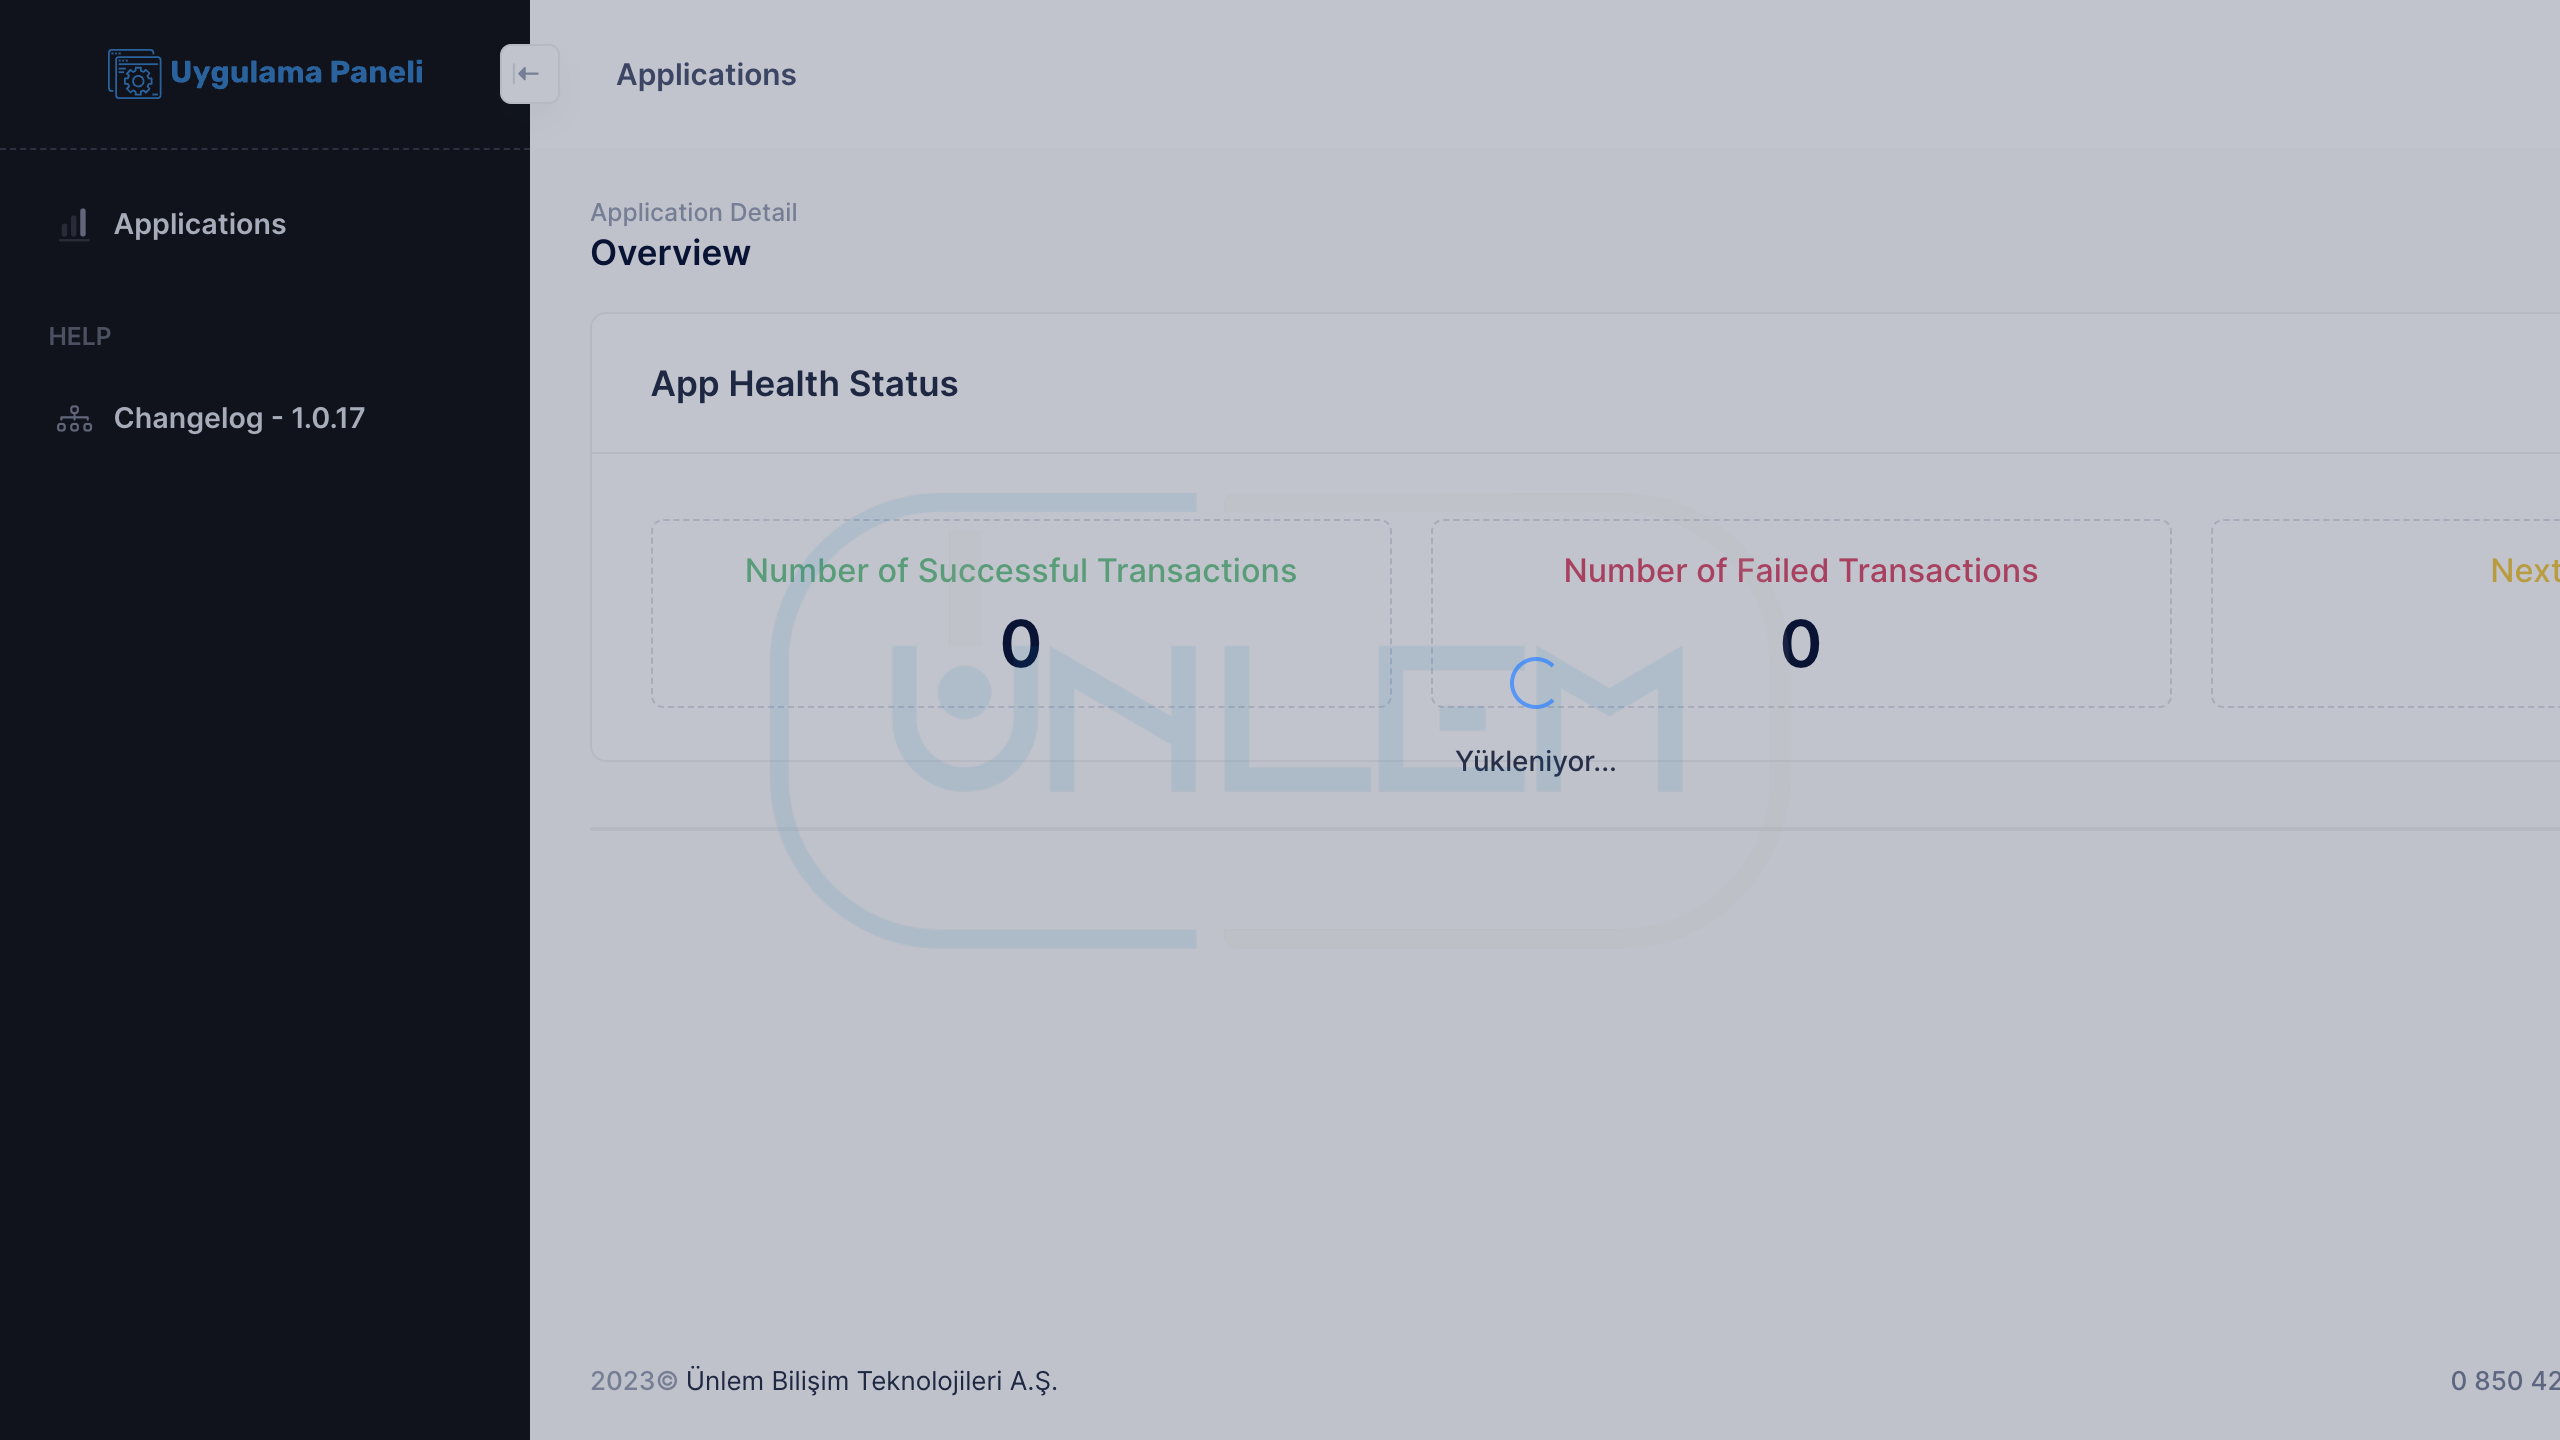 Uygulama Paneli
Applications
Applications
HELP
Changelog - 1.0.17
Application Detail
Overview
App Health Status
Number of Successful Transactions
0
Number of Failed Transactions
0
Next
ÜNLEM
Yükleniyor...
2023© Ünlem Bilişim Teknolojileri A.Ş.
0 850 42